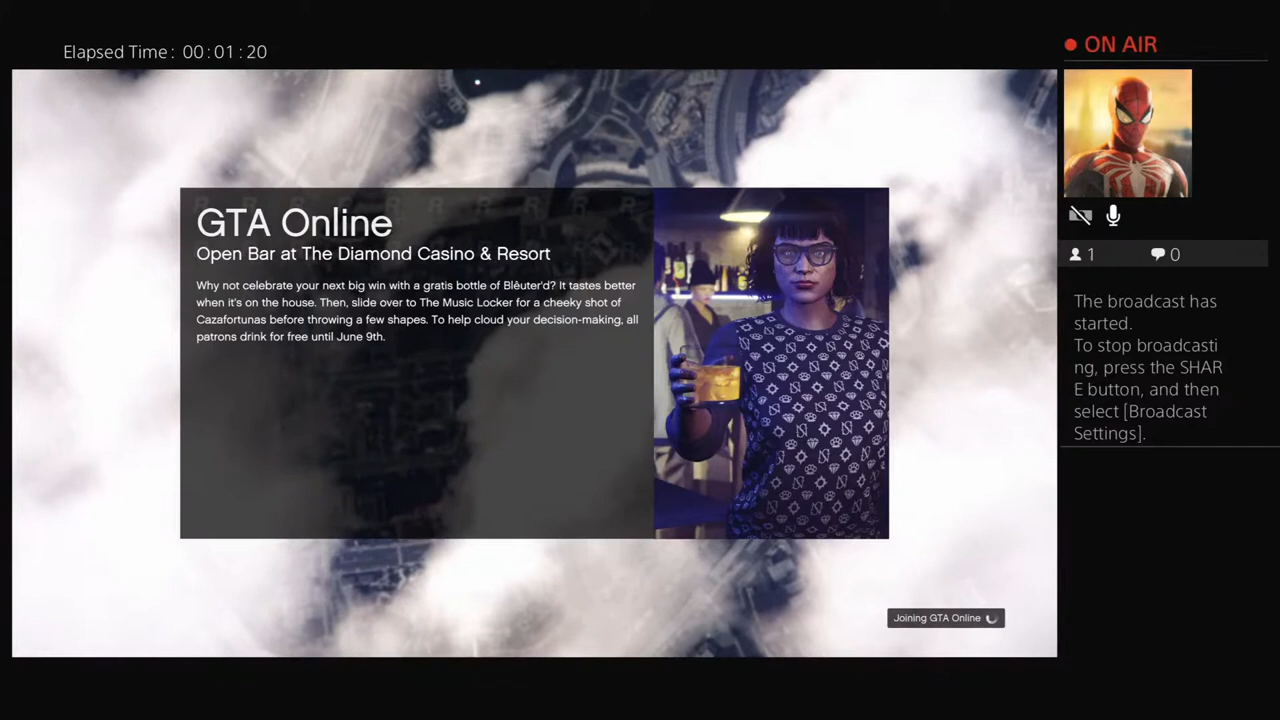 Elapsed Time: 00:01:20
ON AIR
GTA Online
Open Bar at The Diamond Casino & Resort
Why not celebrate your next big win with a gratis bottle of Blêuter'd? It tastes better
when it's on the house. Then, slide over to The Music Locker for a cheeky shot of
Cazafortunas before throwing a few shapes. To help cloud your decision-making, all
patrons drink for free until June 9th.
1 0
The broadcast has
started.
To stop broadcasti
ng, press the SHAR
E button, and then
select [Broadcast
Settings].
Joining GTA Online